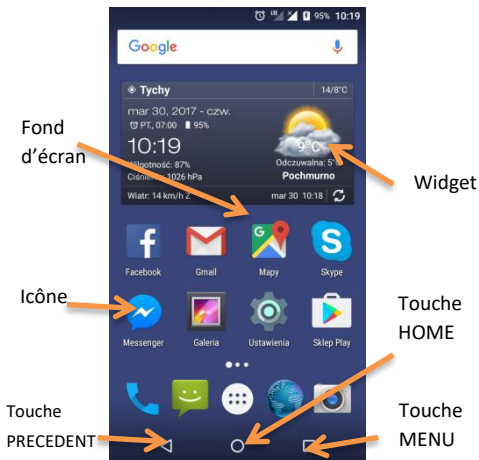 95% 10:19
Google
Tychy 14/8°C
mar 30, 2017 - czw.
PT., 07:00 95%
10:19
9°C
Wilgotność: 87%
Odczuwalna: 5°C
Ciśnienie: 1026 hPa
Pochmurno
Wiatr: 14 km/h Z mar 30 10:18
Fond
d’écran
Widget
Facebook Gmail Mapy Skype
Icône
Touche
HOME
Messenger Galeria Ustawienia Sklep Play
Touche
PRECEDENT
Touche
MENU